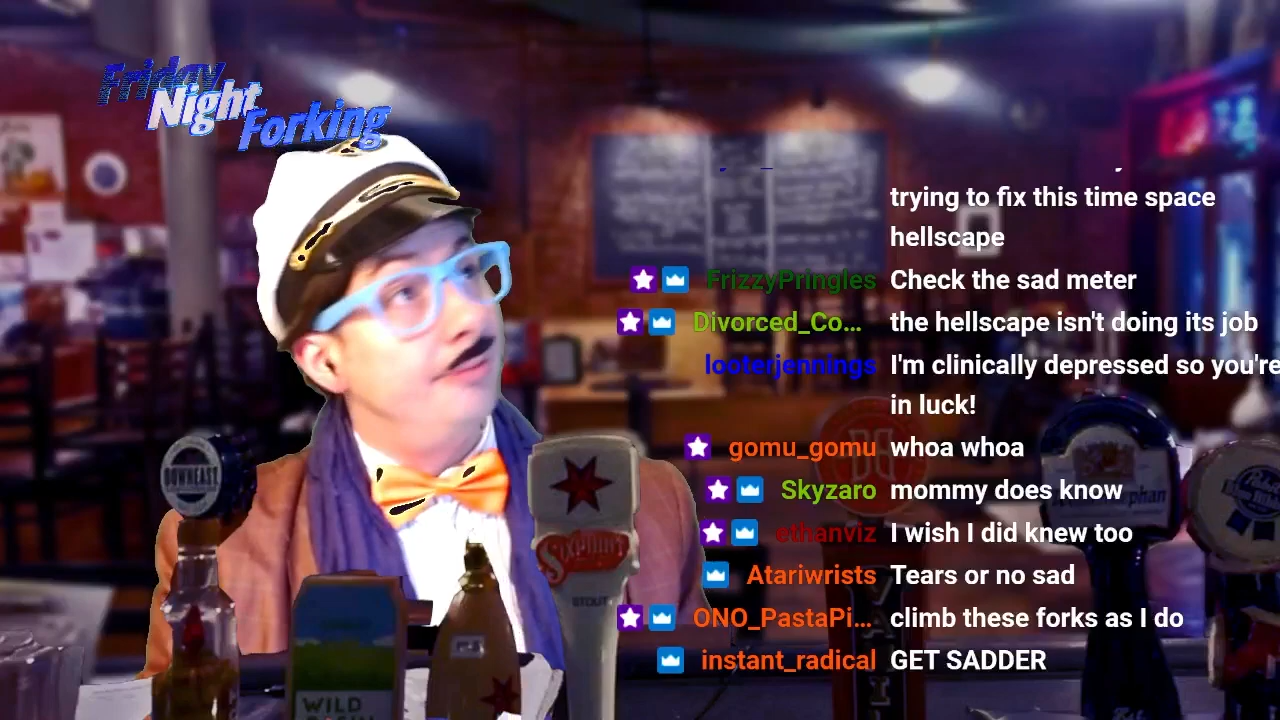 Friday
Night
Forking
trying to fix this time space
hellscape
FrizzyPringles Check the sad meter
Divorced_Co... the hellscape isn't doing its job
looterjennings I'm clinically depressed so you're
in luck!
gomu_gomu whoa whoa
Skyzaro mommy does know
ethanviz I wish I did knew too
Atariwrists Tears or no sad
ONO_PastaPi... climb these forks as I do
instant_radical GET SADDER
DOWNEAST
SIXPOINT
STOUT
WILD